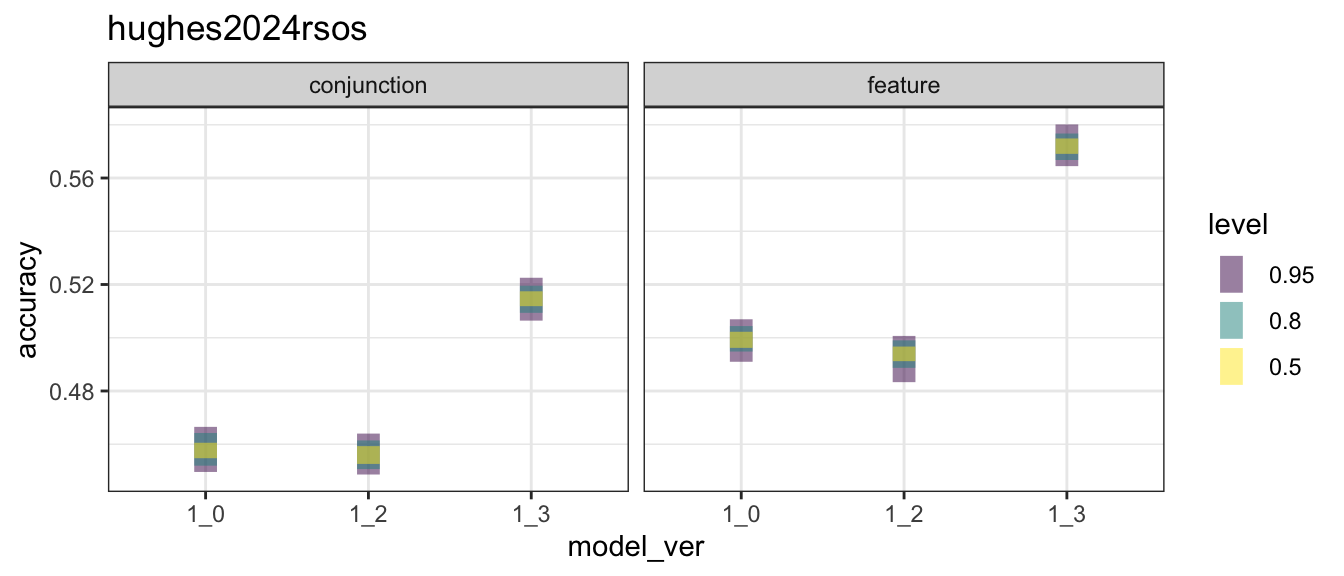 hughes2024rsos
conjunction
feature
accuracy
0.56
0.52
0.48
1_0
1_2
1_3
1_0
1_2
1_3
model_ver
level
0.95
0.8
0.5